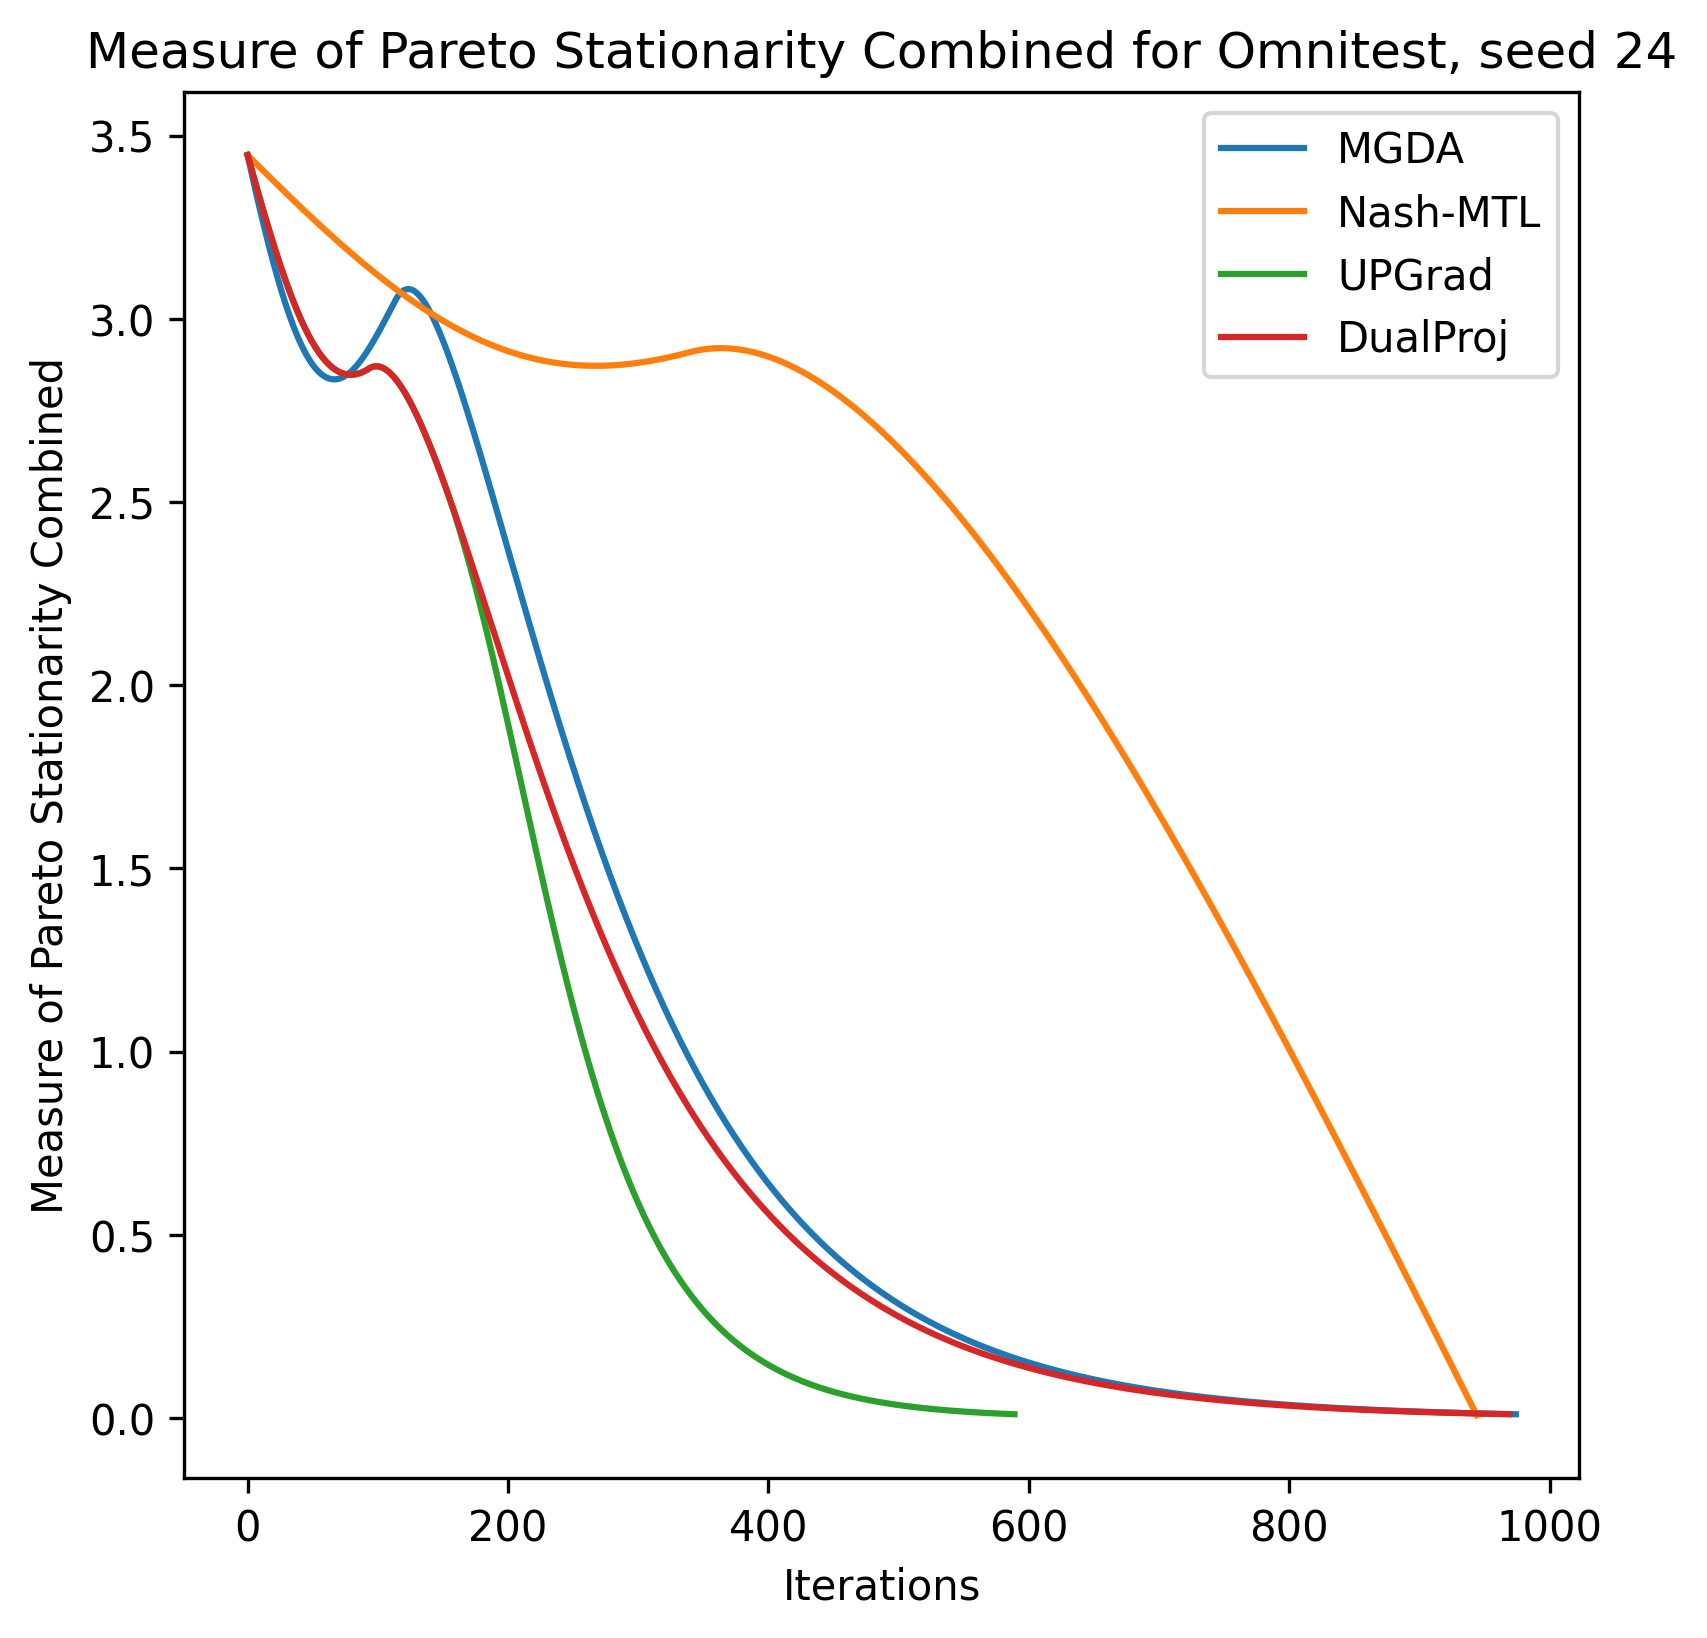 Measure of Pareto Stationarity Combined for Omnitest, seed 24
3.5
3.0
2.5
2.0
1.5
1.0
0.5
0.0
Measure of Pareto Stationarity Combined
MGDA
Nash-MTL
UPGrad
DualProj
0
200
400
600
800
1000
Iterations